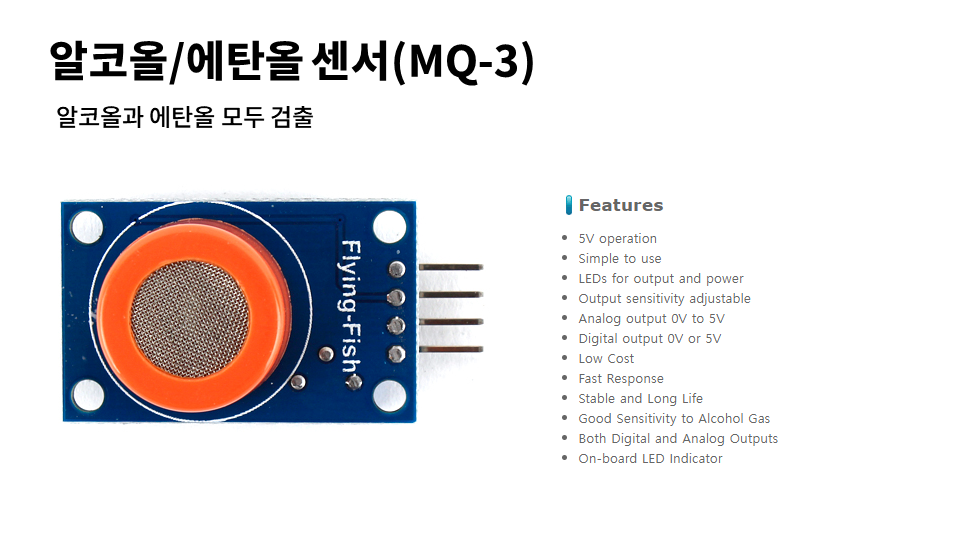 알코올/에탄올 센서(MQ-3)
알코올과 에탄올 모두 검출
Flying-Fish
Features
5V operation
Simple to use
LEDs for output and power
Output sensitivity adjustable
Analog output 0V to 5V
Digital output 0V or 5V
Low Cost
Fast Response
Stable and Long Life
Good Sensitivity to Alcohol Gas
Both Digital and Analog Outputs
On-board LED Indicator